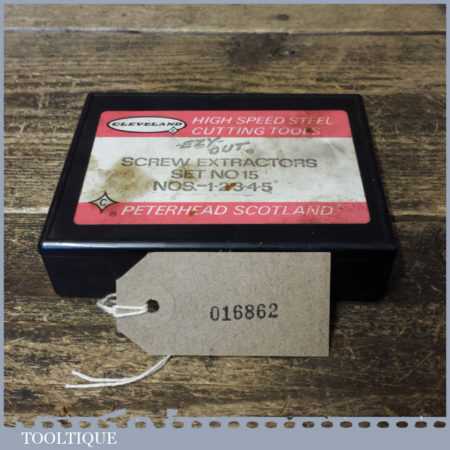 CLEVELAND
HIGH SPEED STEEL
CUTTING TOOLS
EZY
OUT
SCREW EXTRACTORS
SET NO 15
NOS-1-2-3-4-5
C
PETERHEAD SCOTLAND
016862
TOOLTIQUE